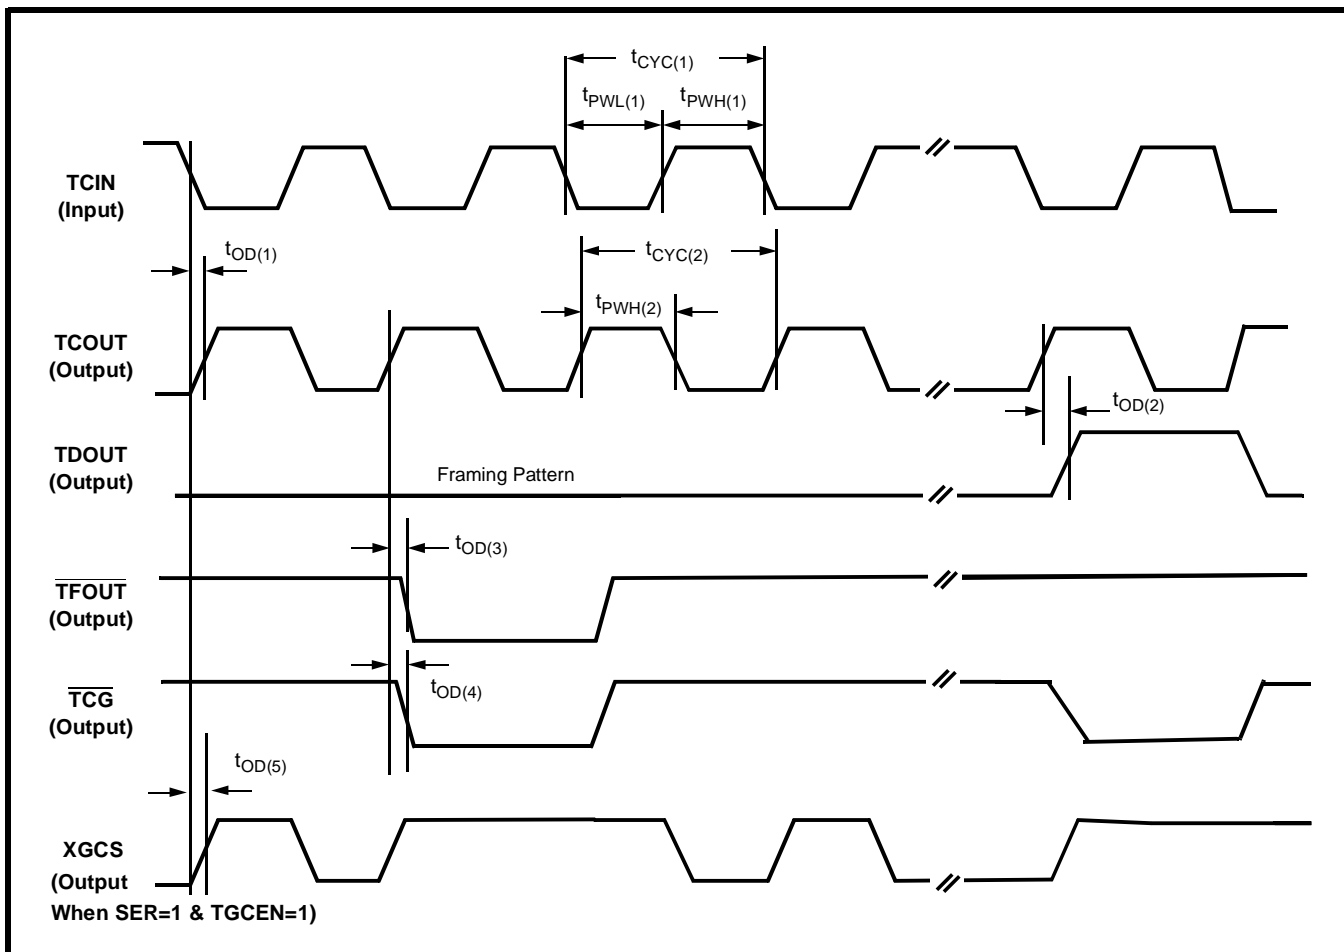 tCYC(1)
tPWL(1) tPWH(1)
TCIN
(Input)
tOD(1)
tCYC(2)
tPWH(2)
TCOUT
(Output)
tOD(2)
TDOUT
(Output)
Framing Pattern
tOD(3)
TFOUT
(Output)
tOD(4)
TCG
(Output)
tOD(5)
XGCS
(Output
When SER=1 & TGCEN=1)